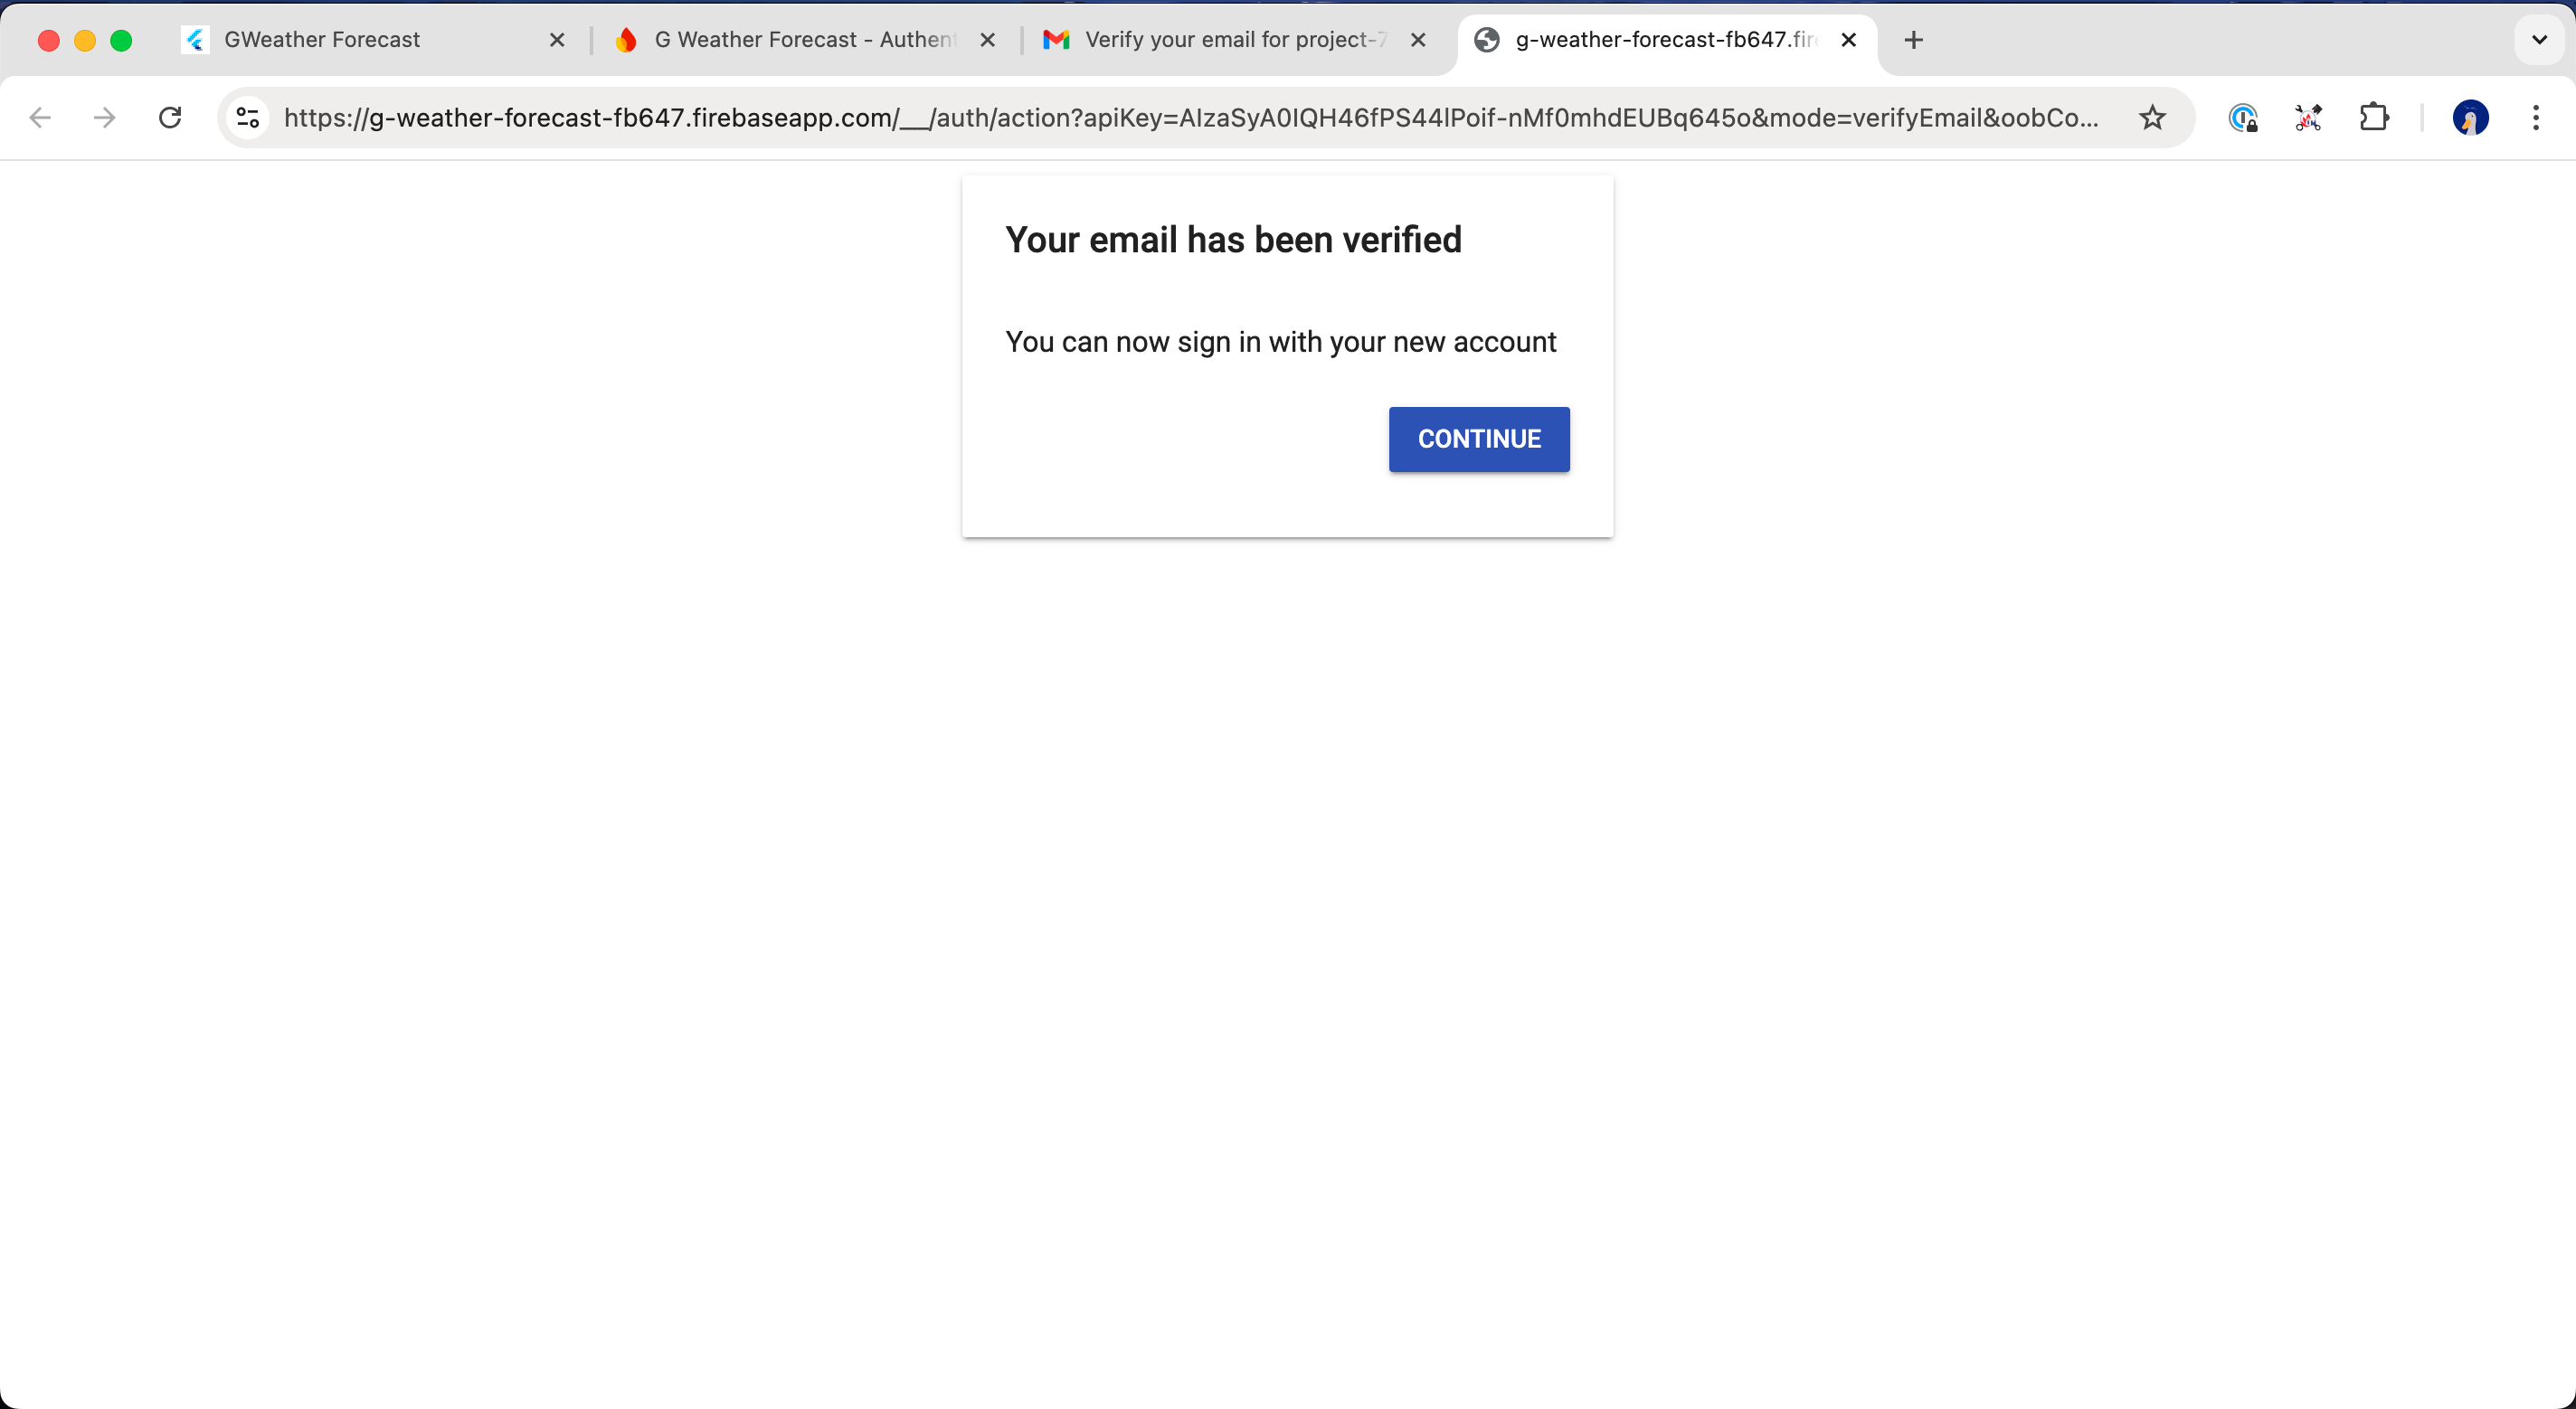 GWeather Forecast
G Weather Forecast - Authent
Verify your email for project-7
g-weather-forecast-fb647.fir
https://g-weather-forecast-fb647.firebaseapp.com/__/auth/action?apiKey=AIzaSyA0IQH46fPS44lPoif-nMf0mhdEUBq645o&mode=verifyEmail&oobCo...
Your email has been verified
You can now sign in with your new account
CONTINUE